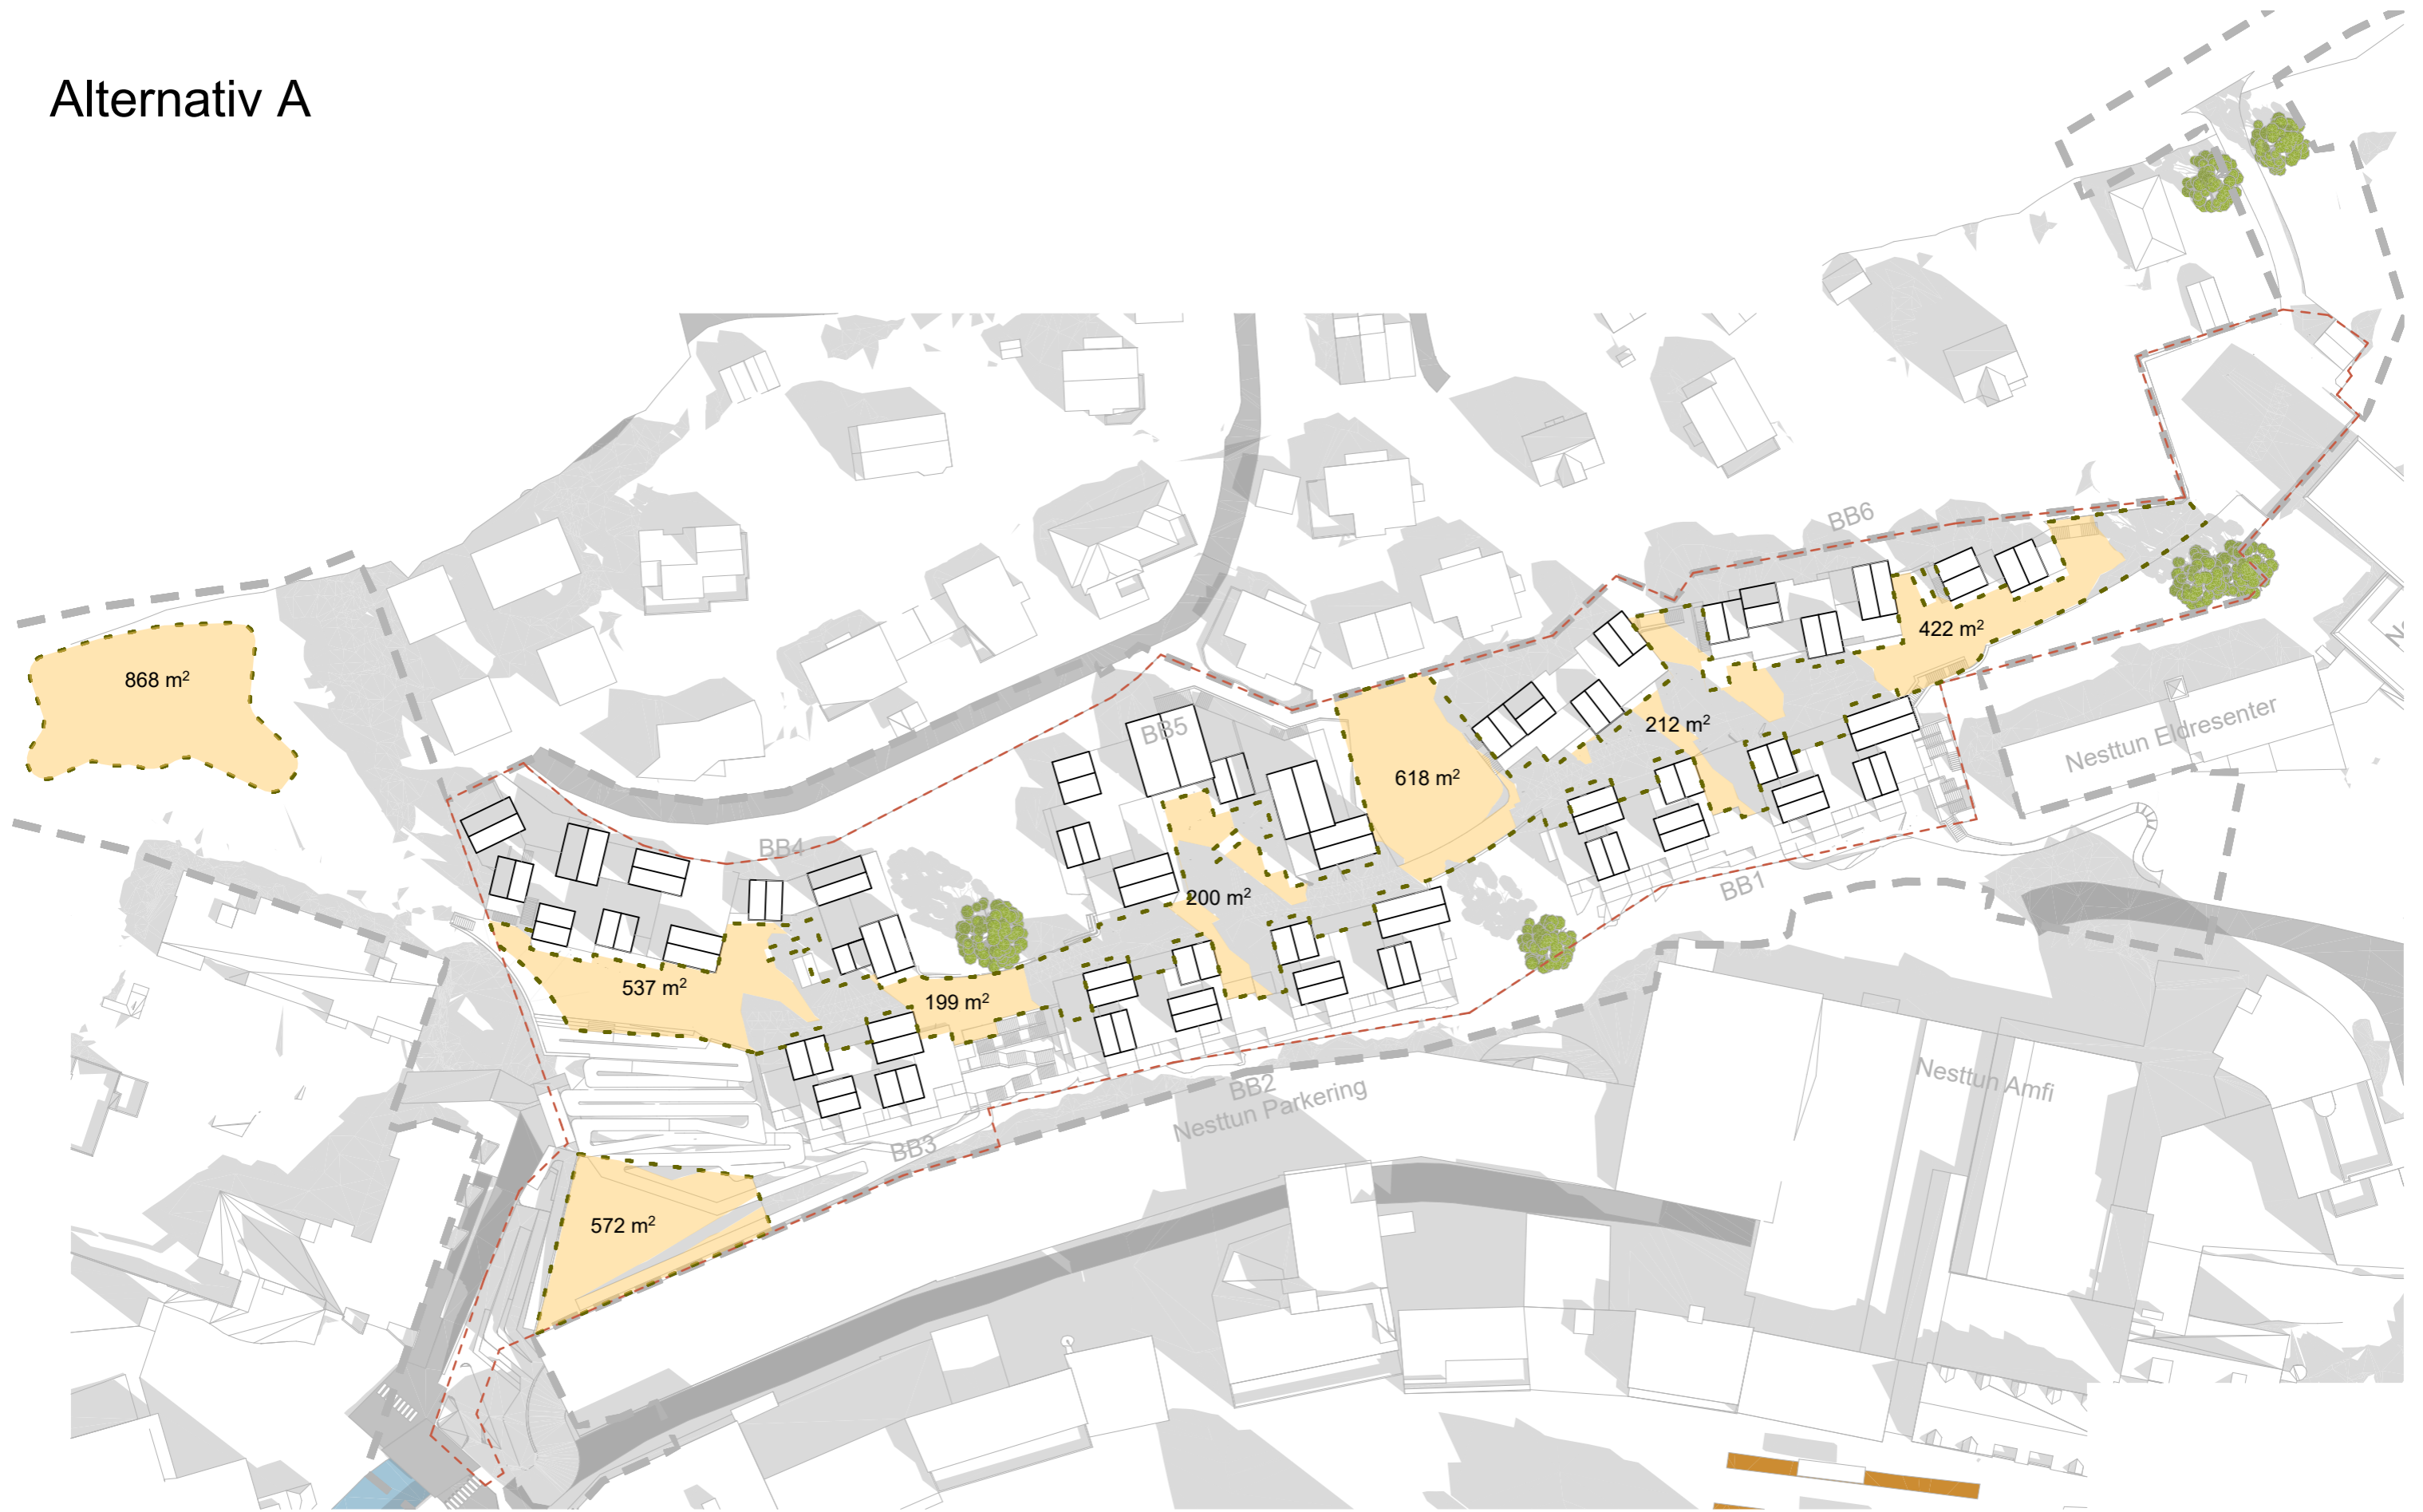 Alternativ A
BB6
868 m²
422 m²
BB5
212 m²
Nesttun Eldresenter
618 m²
BB4
BB1
200 m²
537 m²
199 m²
BB2
Nesttun Parkering
Nesttun Amfi
BB3
572 m²